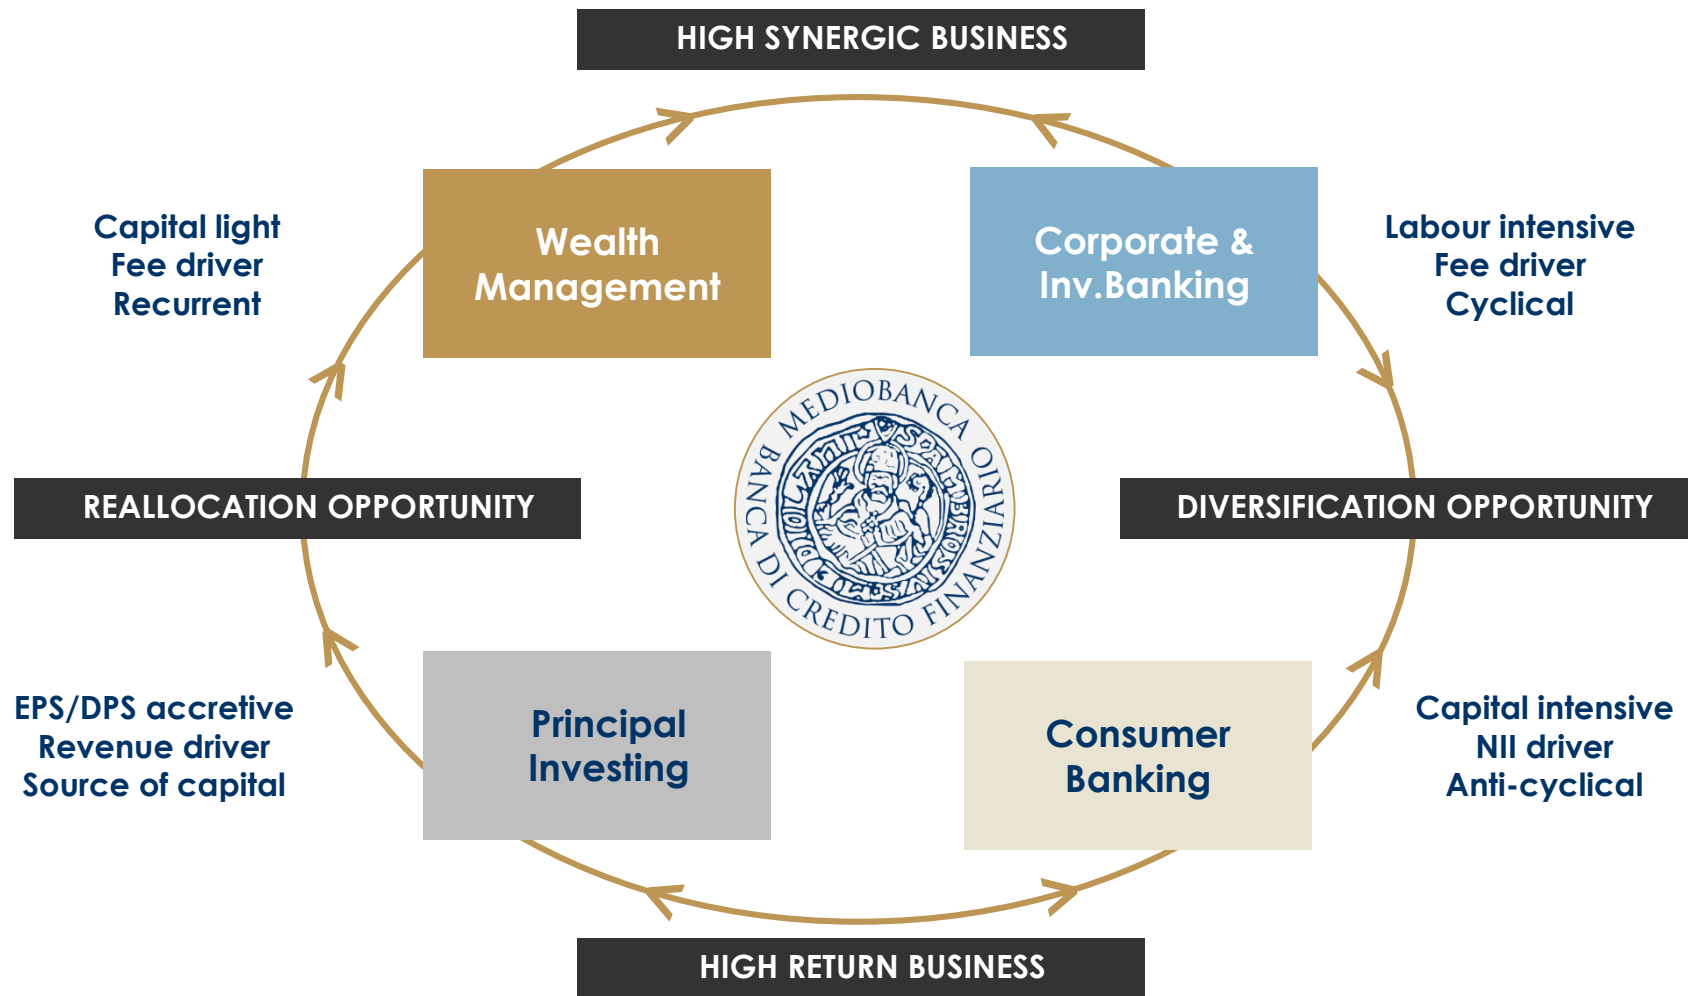 HIGH SYNERGIC BUSINESS
Capital light
Fee driver
Recurrent
Wealth
Management
Corporate &
Inv.Banking
Labour intensive
Fee driver
Cyclical
MEDIOBANCA
BANCA DI CREDITO FINANZIARIO
REALLOCATION OPPORTUNITY
DIVERSIFICATION OPPORTUNITY
EPS/DPS accretive
Revenue driver
Source of capital
Principal
Investing
Consumer
Banking
Capital intensive
NII driver
Anti-cyclical
HIGH RETURN BUSINESS